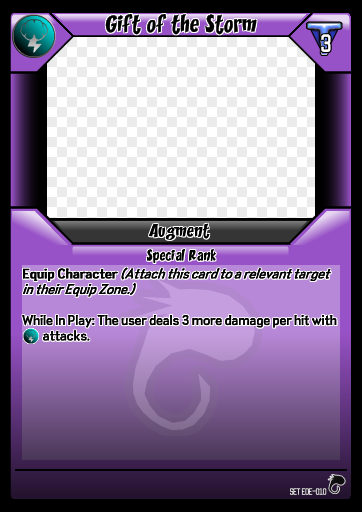 Gift of the Storm
3
Augment
Special Rank
Equip Character (Attach this card to a relevant target
in their Equip Zone.)
While In Play: The user deals 3 more damage per hit with
attacks.
SET EDE-010